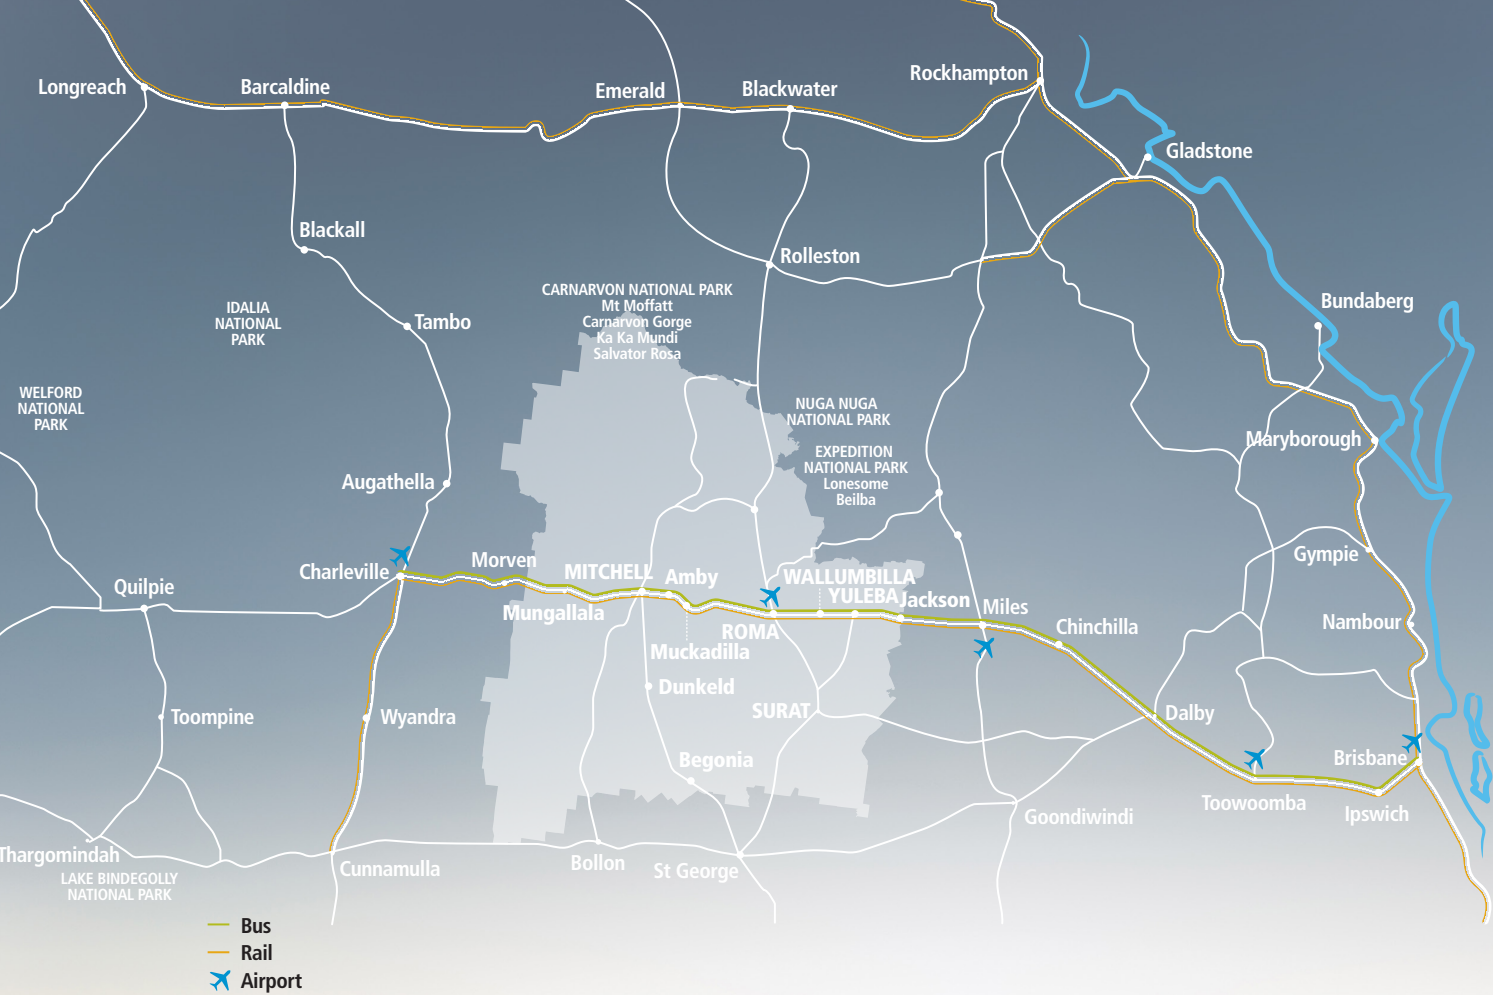 Longreach
Barcaldine
Emerald
Blackwater
Rockhampton
Gladstone
Blackall
Rolleston
CARNARVON NATIONAL PARK
Mt Moffatt
Carnarvon Gorge
Ka Ka Mundi
Salvator Rosa
Bundaberg
IDALIA
NATIONAL
PARK
Tambo
WELFORD
NATIONAL
PARK
NUGA NUGA
NATIONAL PARK
EXPEDITION
NATIONAL PARK
Lonesome
Beilba
Maryborough
Augathella
Gympie
Charleville
Morven
MITCHELL
Amby
WALLUMBILLA
YULEBA
Jackson
Miles
Quilpie
Mungallala
ROMA
Muckadilla
Chinchilla
Nambour
Dunkeld
SURAT
Toompine
Wyandra
Dalby
Begonia
Brisbane
Toowoomba
Ipswich
Goondiwindi
Thargomindah
LAKE BINDEGOLLY
NATIONAL PARK
Cunnamulla
Bollon
St George
Bus
Rail
Airport